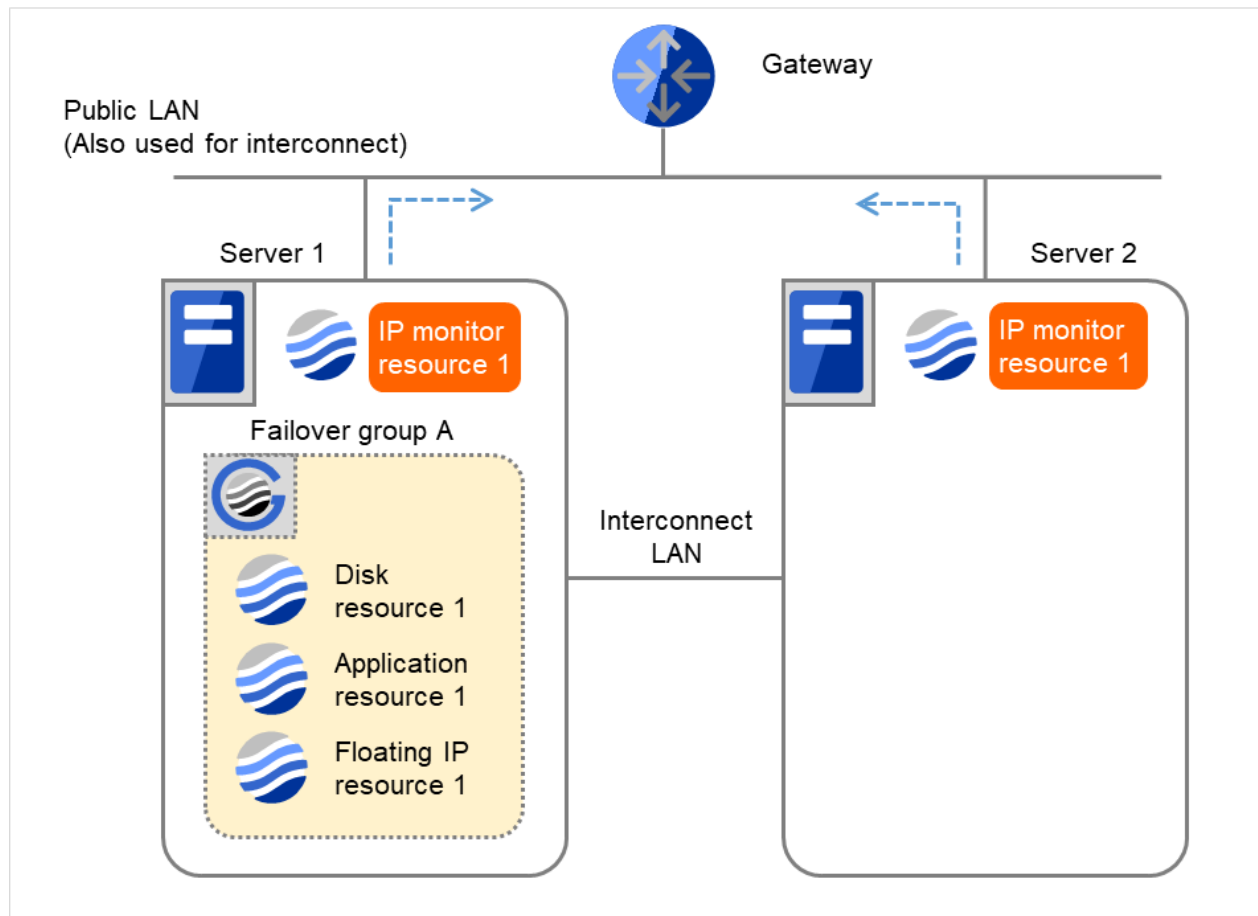 Gateway
Public LAN
(Also used for interconnect)
Server 1
Server 2
IP monitor
resource 1
IP monitor
resource 1
Failover group A
Disk
resource 1
Application
resource 1
Floating IP
resource 1
Interconnect
LAN